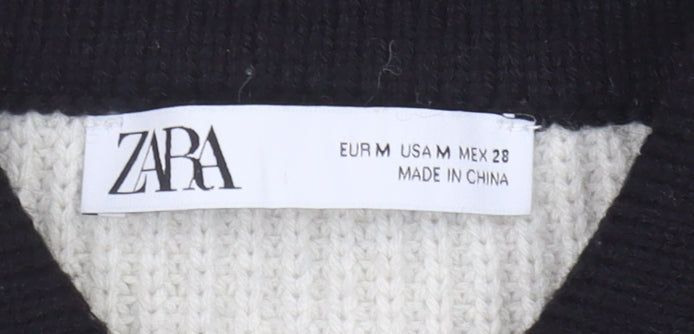 ZARA
EUR M USA M MEX 28
MADE IN CHINA